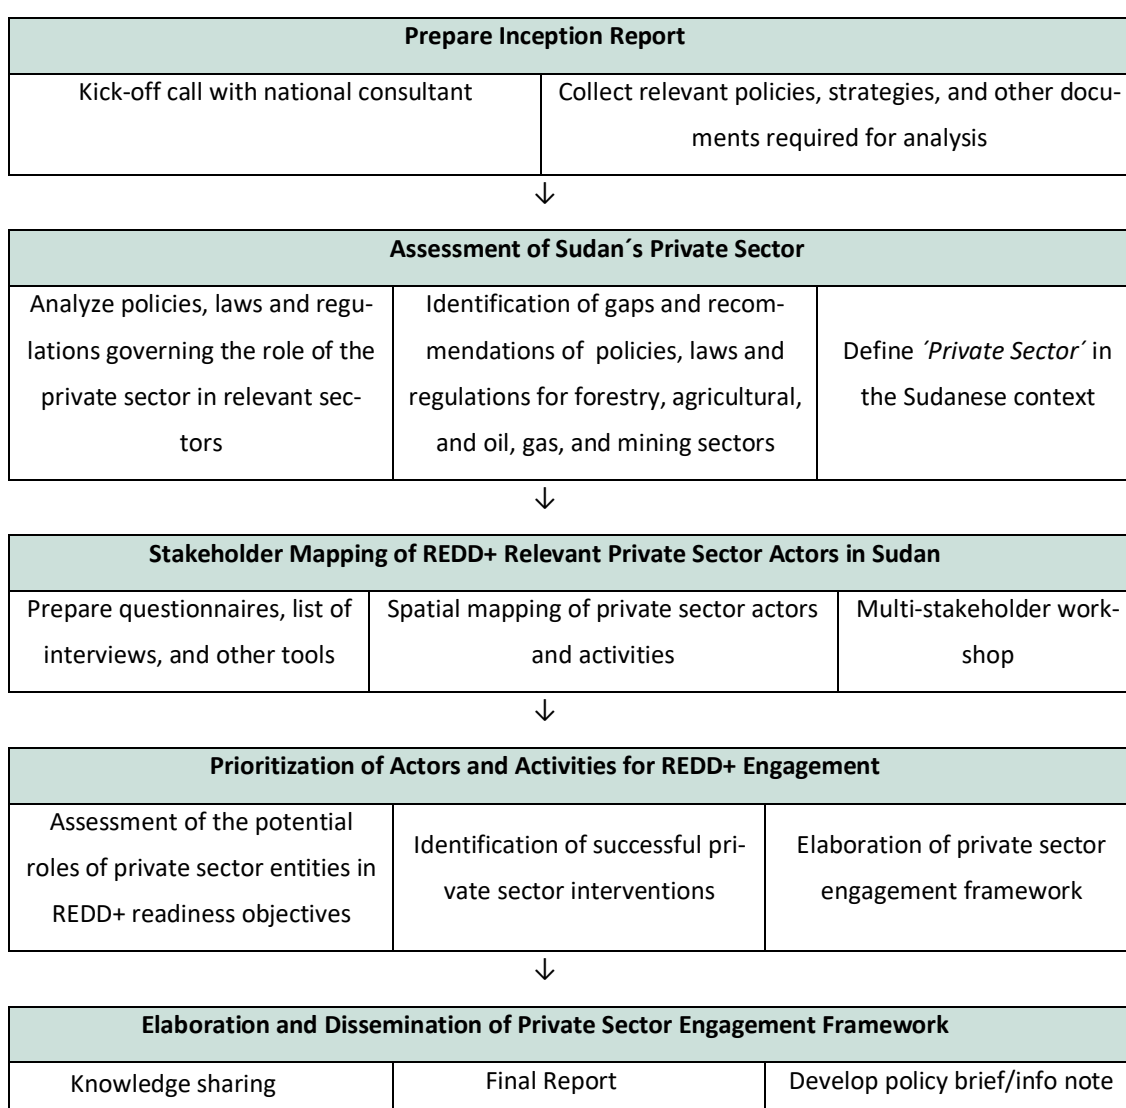 Prepare Inception Report
Kick-off call with national consultant
Collect relevant policies, strategies, and other docu-
ments required for analysis
↓
Assessment of Sudan´s Private Sector
Analyze policies, laws and regu-
lations governing the role of the
private sector in relevant sec-
tors
Identification of gaps and recom-
mendations of  policies, laws and
regulations for forestry, agricultural,
and oil, gas, and mining sectors
Define ´Private Sector´ in
the Sudanese context
↓
Stakeholder Mapping of REDD+ Relevant Private Sector Actors in Sudan
Prepare questionnaires, list of
interviews, and other tools
Spatial mapping of private sector actors
and activities
Multi-stakeholder work-
shop
↓
Prioritization of Actors and Activities for REDD+ Engagement
Assessment of the potential
roles of private sector entities in
REDD+ readiness objectives
Identification of successful pri-
vate sector interventions
Elaboration of private sector
engagement framework
↓
Elaboration and Dissemination of Private Sector Engagement Framework
Knowledge sharing
Final Report
Develop policy brief/info note